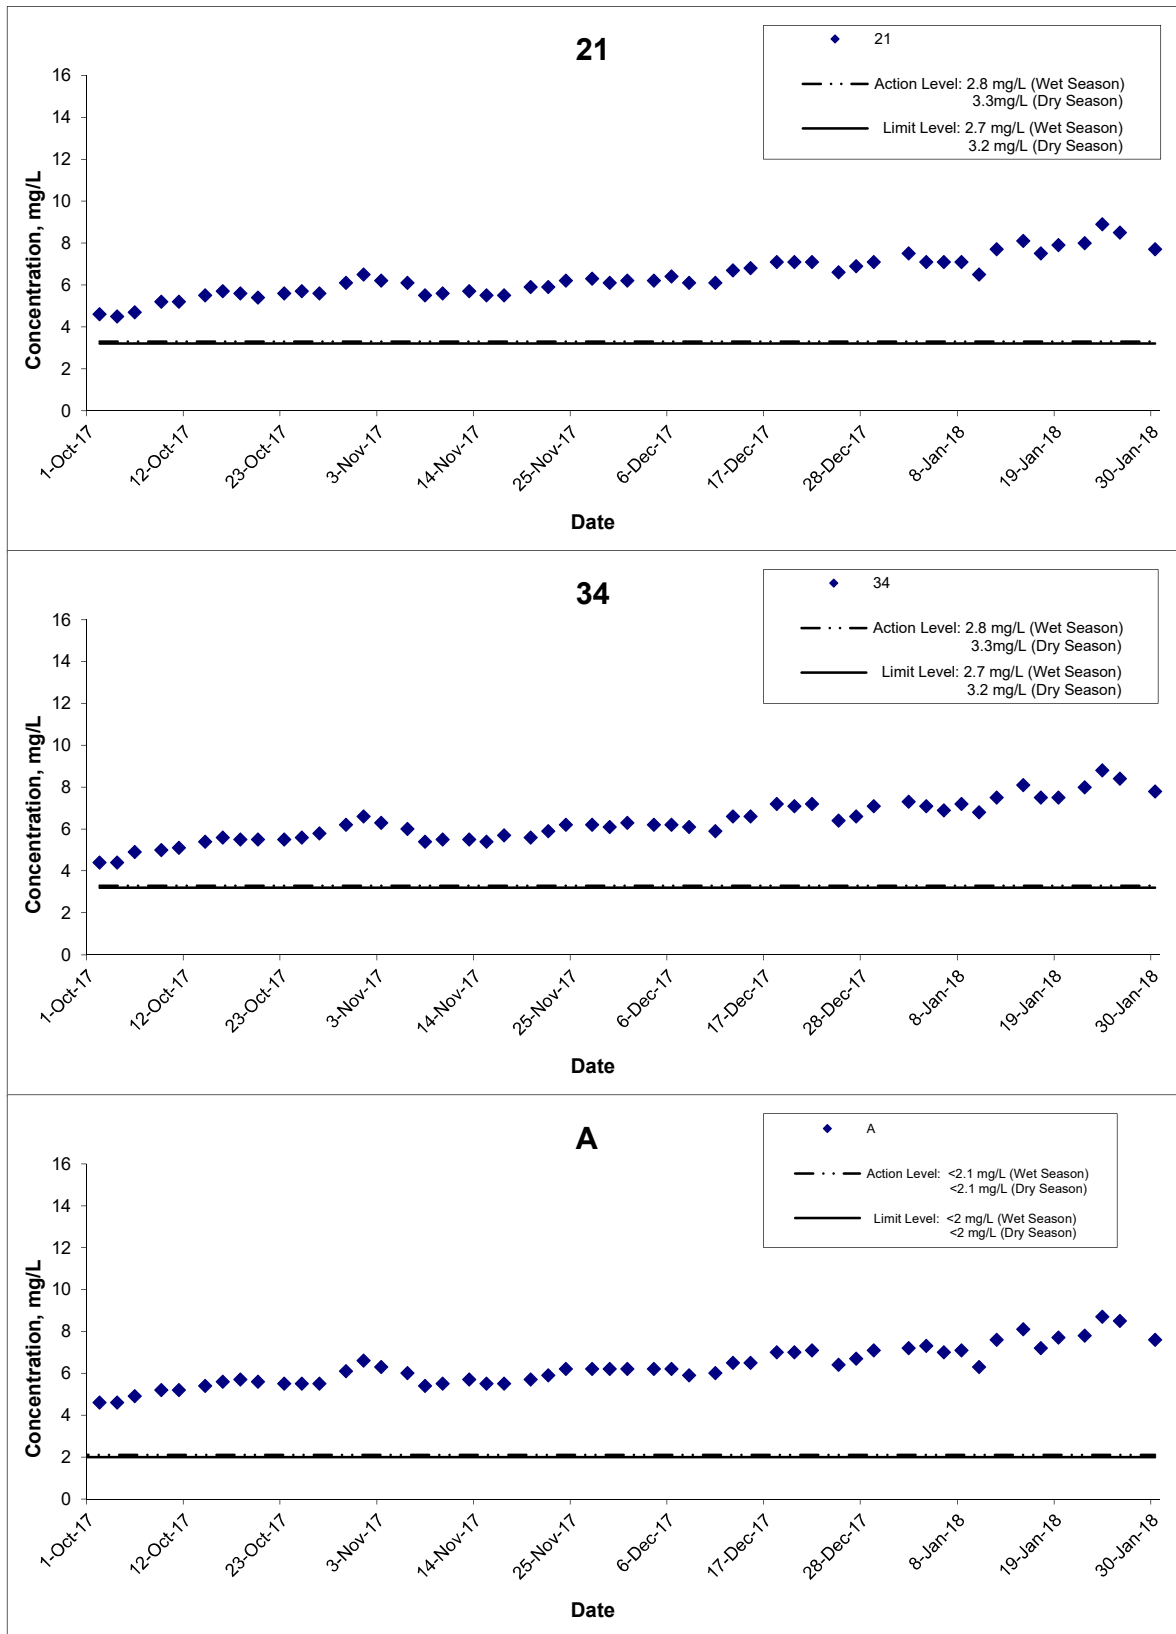 21
21
Action Level: 2.8 mg/L (Wet Season)
3.3mg/L (Dry Season)
Limit Level: 2.7 mg/L (Wet Season)
3.2 mg/L (Dry Season)
Concentration, mg/L
16
14
12
10
8
6
4
2
0
1-Oct-17
12-Oct-17
23-Oct-17
3-Nov-17
14-Nov-17
25-Nov-17
6-Dec-17
17-Dec-17
28-Dec-17
8-Jan-18
19-Jan-18
30-Jan-18
Date
34
34
Action Level: 2.8 mg/L (Wet Season)
3.3mg/L (Dry Season)
Limit Level: 2.7 mg/L (Wet Season)
3.2 mg/L (Dry Season)
Concentration, mg/L
16
14
12
10
8
6
4
2
0
1-Oct-17
12-Oct-17
23-Oct-17
3-Nov-17
14-Nov-17
25-Nov-17
6-Dec-17
17-Dec-17
28-Dec-17
8-Jan-18
19-Jan-18
30-Jan-18
Date
A
A
Action Level: <2.1 mg/L (Wet Season)
<2.1 mg/L (Dry Season)
Limit Level: <2 mg/L (Wet Season)
<2 mg/L (Dry Season)
Concentration, mg/L
16
14
12
10
8
6
4
2
0
1-Oct-17
12-Oct-17
23-Oct-17
3-Nov-17
14-Nov-17
25-Nov-17
6-Dec-17
17-Dec-17
28-Dec-17
8-Jan-18
19-Jan-18
30-Jan-18
Date